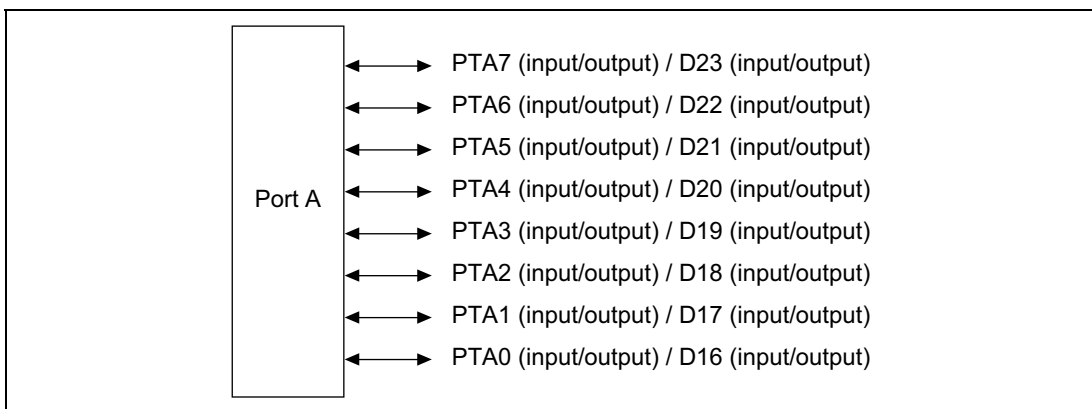 Port A
PTA7 (input/output) / D23 (input/output)
PTA6 (input/output) / D22 (input/output)
PTA5 (input/output) / D21 (input/output)
PTA4 (input/output) / D20 (input/output)
PTA3 (input/output) / D19 (input/output)
PTA2 (input/output) / D18 (input/output)
PTA1 (input/output) / D17 (input/output)
PTA0 (input/output) / D16 (input/output)